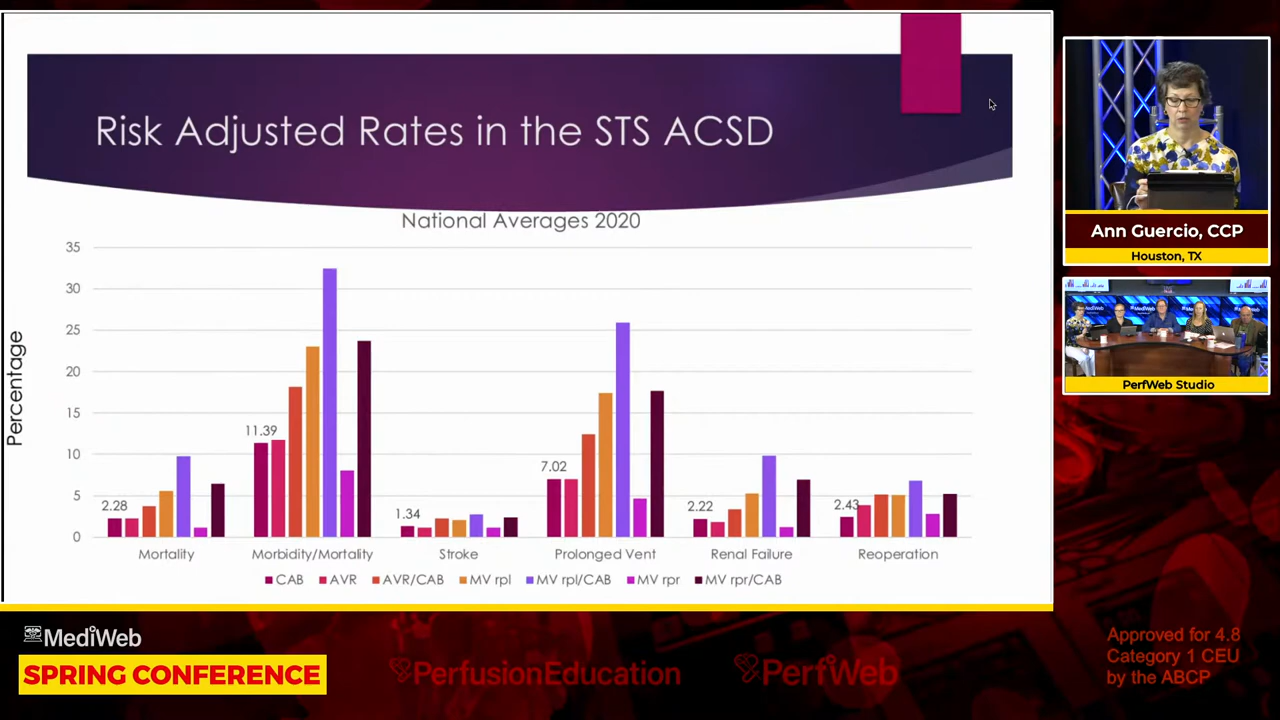 Risk Adjusted Rates in the STS ACSD
National Averages 2020
Percentage
35
30
25
20
15
10
5
0
2.28
11.39
1.34
7.02
2.22
2.43
Mortality
Morbidity/Mortality
Stroke
Prolonged Vent
Renal Failure
Reoperation
CAB AVR AVR/CAB MV rpl MV rpl/CAB MV rpr MV rpr/CAB
Ann Guercio, CCP
Houston, TX
PerfWeb Studio
MediWeb
SPRING CONFERENCE
PerfusionEducation
PerfWeb
Approved for 4.8
Category 1 CEU
by the ABCP